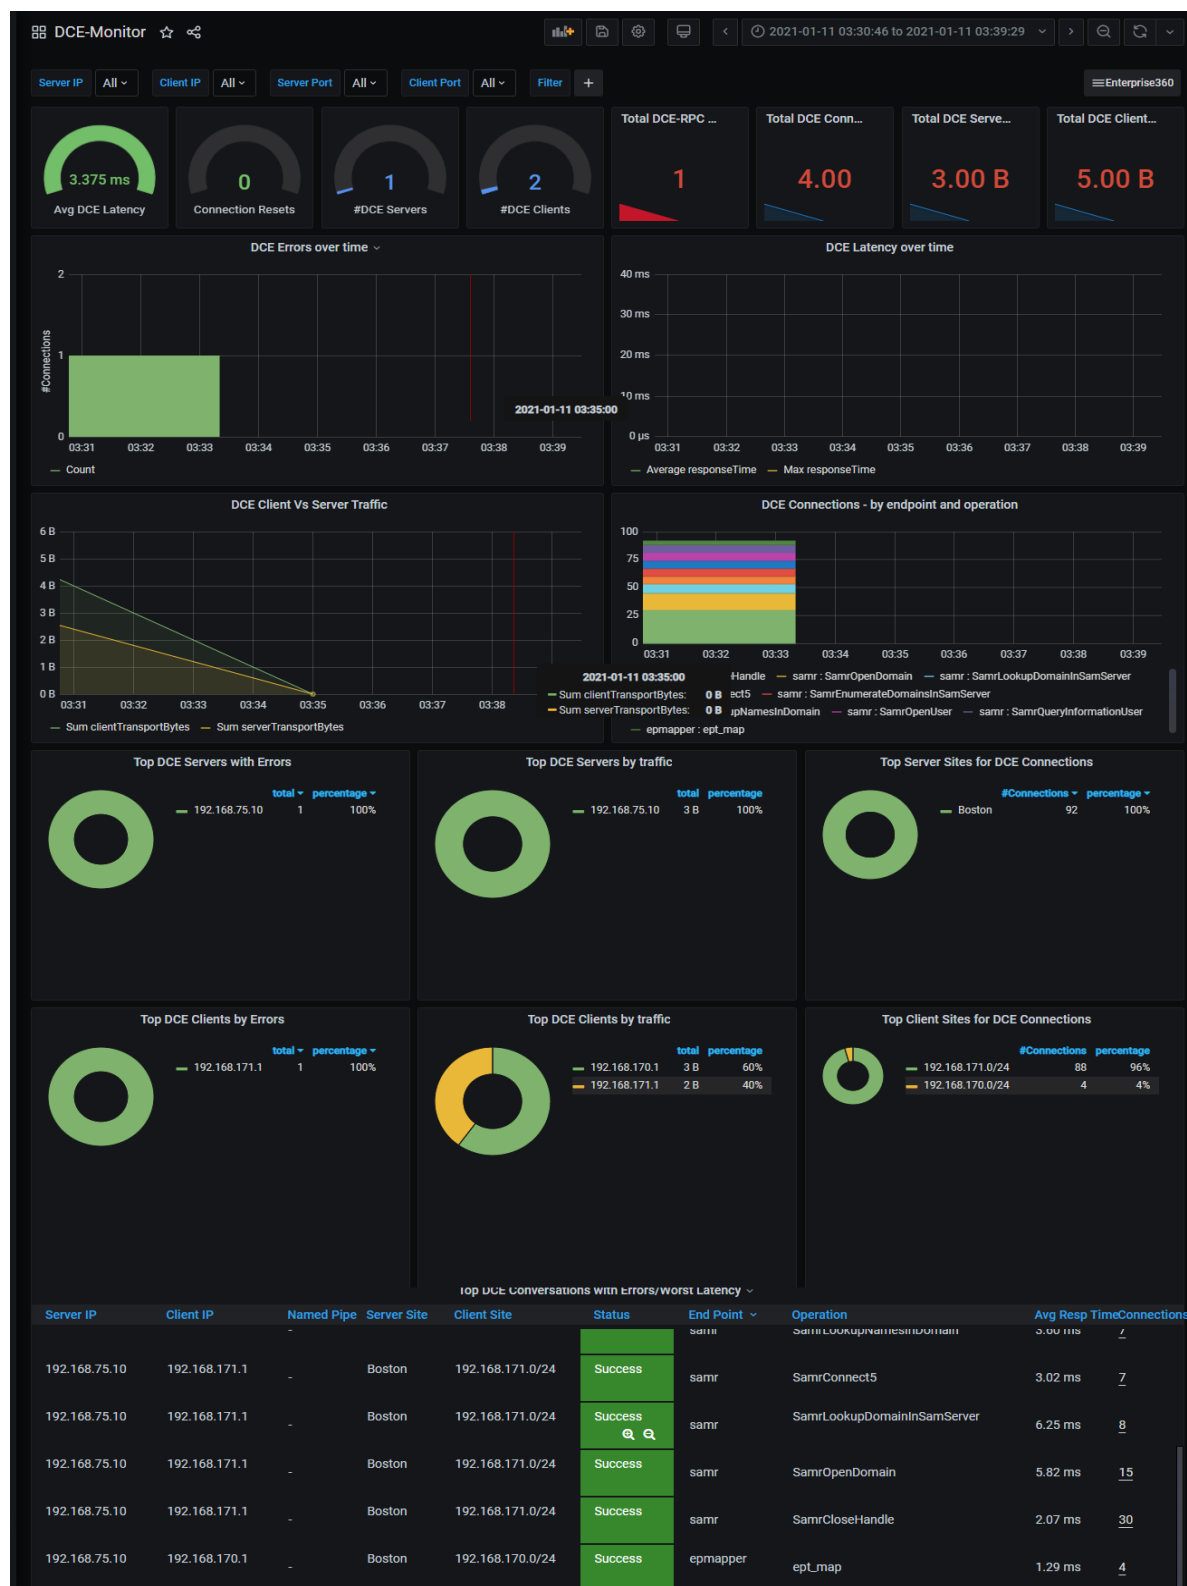 DCE-Monitor
2021-01-11 03:30:46 to 2021-01-11 03:39:29
Server IP All Client IP All Server Port All Client Port All Filter +
Enterprise360
3.375 ms
Avg DCE Latency
0
Connection Resets
1
#DCE Servers
2
#DCE Clients
Total DCE-RPC ...
1
Total DCE Conn...
4.00
Total DCE Serve...
3.00 B
Total DCE Client...
5.00 B
DCE Errors over time
2
1
0
#Connections
03:31 03:32 03:33 03:34 03:35 03:36 03:37 03:38 03:39
Count
2021-01-11 03:35:00
DCE Latency over time
40 ms
30 ms
20 ms
10 ms
0 µs
03:31 03:32 03:33 03:34 03:35 03:36 03:37 03:38 03:39
Average responseTime Max responseTime
DCE Client Vs Server Traffic
6 B
5 B
4 B
3 B
2 B
1 B
0 B
03:31 03:32 03:33 03:34 03:35 03:36 03:37 03:38
Sum clientTransportBytes Sum serverTransportBytes
2021-01-11 03:35:00
Sum clientTransportBytes: 0 B
Sum serverTransportBytes: 0 B
DCE Connections - by endpoint and operation
100
75
50
25
0
03:31 03:32 03:33 03:34 03:35 03:36 03:37 03:38 03:39
Handle samr : SamrOpenDomain samr : SamrLookupDomainInSamServer
ect5 samr : SamrEnumerateDomainsInSamServer
upNamesInDomain samr : SamrOpenUser samr : SamrQueryInformationUser
epmapper : ept_map
Top DCE Servers with Errors
total percentage
192.168.75.10 1 100%
Top DCE Servers by traffic
total percentage
192.168.75.10 3 B 100%
Top Server Sites for DCE Connections
#Connections percentage
Boston 92 100%
Top DCE Clients by Errors
total percentage
192.168.171.1 1 100%
Top DCE Clients by traffic
total percentage
192.168.170.1 3 B 60%
192.168.171.1 2 B 40%
Top Client Sites for DCE Connections
#Connections percentage
192.168.171.0/24 88 96%
192.168.170.0/24 4 4%
Top DCE Conversations with Errors/Worst Latency
Server IP Client IP Named Pipe Server Site Client Site Status End Point Operation Avg Resp Time Connections
- samr SamrLookupNamesInDomain 3.60 ms 7
192.168.75.10 192.168.171.1 - Boston 192.168.171.0/24 Success samr SamrConnect5 3.02 ms 7
192.168.75.10 192.168.171.1 - Boston 192.168.171.0/24 Success samr SamrLookupDomainInSamServer 6.25 ms 8
192.168.75.10 192.168.171.1 - Boston 192.168.171.0/24 Success samr SamrOpenDomain 5.82 ms 15
192.168.75.10 192.168.171.1 - Boston 192.168.171.0/24 Success samr SamrCloseHandle 2.07 ms 30
192.168.75.10 192.168.170.1 - Boston 192.168.170.0/24 Success epmapper ept_map 1.29 ms 4